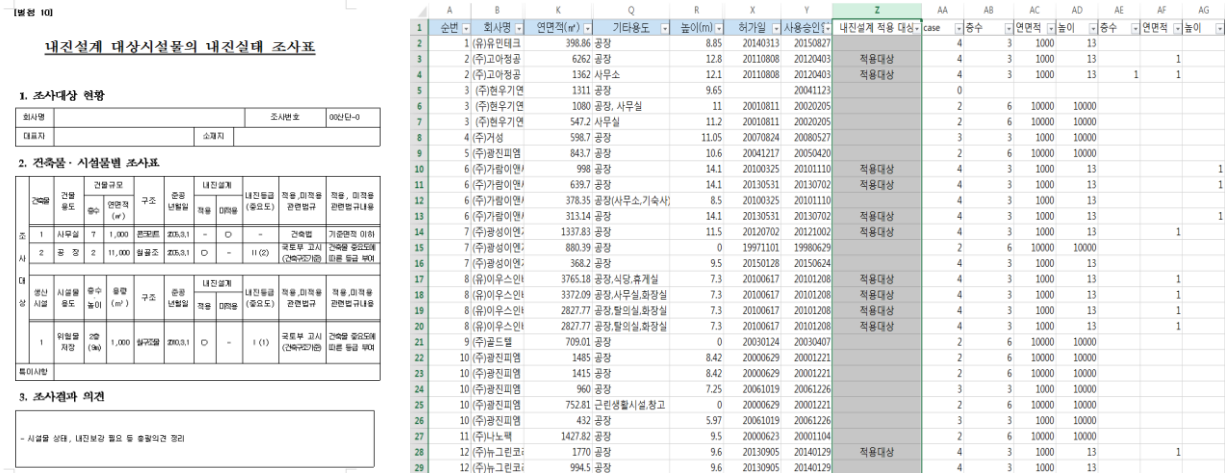 [별첨 10]
내진설계 대상시설물의 내진실태 조사표
1. 조사대상 현황
회사명 조사번호 00산단-0
대표자 소재지
2. 건축물· 시설물별 조사표
조사대상
건축물 건물용도 건물규모 구조 준공년월일 내진설계 내진등급(중요도) 적용,미적용 관련법규 적용, 미적용 관련법규내용
층수 연면적(㎡) 적용 미적용
1 사무실 7 1,000 콘크리트 2005.3.1 - ○ - 건축법 기준면적 이하
2 공 장 2 11,000 철골조 2005.3.1 ○ - II (2) 국토부 고시(건축구조기준) 건축물 중요도에 따른 등급 부여
생산시설 시설물용도 층수높이 용량(㎥) 구조 준공년월일 내진설계 내진등급(중요도) 적용,미적용 관련법규 적용,미적용 관련법규내용
적용 미적용
1 위험물저장 2층(9m) 1,000 철구조물 2010.3.1 ○ - I (1) 국토부 고시(건축구조기준) 건축물 중요도에 따른 등급 부여
특이사항
3. 조사결과 의견
- 시설물 상태, 내진보강 필요 등 총괄의견 정리
A B K Q R X Y Z AA AB AC AD AE AF AG
1 순번 회사명 연면적(㎡) 기타용도 높이(m) 허가일 사용승인일 내진설계 적용 대상 case 층수 연면적 높이 층수 연면적 높이
2 1 (유)유민테크 398.86 공장 8.85 20140313 20150827 4 3 1000 13
3 2 (주)고아정공 6262 공장 12.8 20110808 20120403 적용대상 4 3 1000 13 1
4 2 (주)고아정공 1362 사무소 12.1 20110808 20120403 적용대상 4 3 1000 13 1 1
5 3 (주)현우기연 1311 공장 9.65 20041123 0
6 3 (주)현우기연 1080 공장, 사무실 11 20010811 20020205 2 6 10000 10000
7 3 (주)현우기연 547.2 사무실 11.2 20010811 20020205 2 6 10000 10000
8 4 (주)거성 598.7 공장 11.05 20070824 20080527 3 3 1000 10000
9 5 (주)광진피엠 843.7 공장 10.6 20041217 20050420 2 6 10000 10000
10 6 (주)가람이앤 998 공장 14.1 20100325 20101110 적용대상 4 3 1000 13 1
11 6 (주)가람이앤 639.7 공장 14.1 20130531 20130702 적용대상 4 3 1000 13 1
12 6 (주)가람이앤 378.35 공장(사무소,기숙사) 8.5 20100325 20101110 4 3 1000 13
13 6 (주)가람이앤 313.14 공장 14.1 20130531 20130702 적용대상 4 3 1000 13 1
14 7 (주)광성이엔 1337.83 공장 11.5 20120702 20121002 적용대상 4 3 1000 13 1
15 7 (주)광성이엔 880.39 공장 0 19971101 19980629 2 6 10000 10000
16 7 (주)광성이엔 368.2 공장 9.5 20150128 20150624 4 3 1000 13
17 8 (유)이우스인 3765.18 공장,식당,휴게실 7.3 20100617 20101208 적용대상 4 3 1000 13 1
18 8 (유)이우스인 3372.09 공장,사무실,화장실 7.3 20100617 20101208 적용대상 4 3 1000 13 1
19 8 (유)이우스인 2827.77 공장,탈의실,화장실 7.3 20100617 20101208 적용대상 4 3 1000 13 1
20 8 (유)이우스인 2827.77 공장,탈의실,화장실 7.3 20100617 20101208 적용대상 4 3 1000 13 1
21 9 (주)골드텔 709.01 공장 0 20030124 20030407 2 6 10000 10000
22 10 (주)광진피엠 1485 공장 8.42 20000629 20001221 2 6 10000 10000
23 10 (주)광진피엠 1415 공장 8.42 20000629 20001221 2 6 10000 10000
24 10 (주)광진피엠 960 공장 7.25 20061019 20061226 3 3 1000 10000
25 10 (주)광진피엠 752.81 근린생활시설,창고 0 20000629 20001221 2 6 10000 10000
26 10 (주)광진피엠 432 공장 5.97 20061019 20061226 3 3 1000 10000
27 11 (주)나노팩 1427.82 공장 9.5 20000623 20001104 2 6 10000 10000
28 12 (주)뉴그린코 1770 공장 9.6 20130905 20140129 적용대상 4 3 1000 13 1
29 12 (주)뉴그린코 994.5 공장 9.6 20130905 20140129 4 3 1000 13